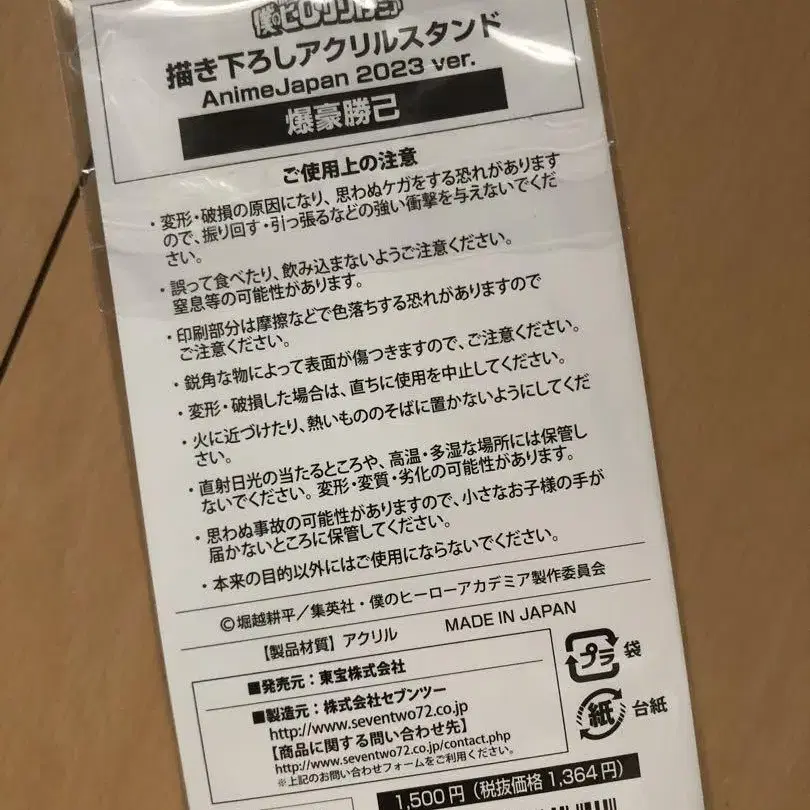 僕のヒーローアカデミア
描き下ろしアクリルスタンド
AnimeJapan 2023 ver.
爆豪勝己
ご使用上の注意
・変形・破損の原因になり、思わぬケガをする恐れがあります
ので、振り回す・引っ張るなどの強い衝撃を与えないでくだ
さい。
・誤って食べたり、飲み込まないようご注意ください。
窒息等の可能性があります。
・印刷部分は摩擦などで色落ちする恐れがありますので
ご注意ください。
・鋭角な物によって表面が傷つきますので、ご注意ください。
・変形・破損した場合は、直ちに使用を中止してください。
・火に近づけたり、熱いもののそばに置かないようにしてくだ
さい。
・直射日光の当たるところや、高温・多湿な場所には保管し
ないでください。変形・変質・劣化の可能性があります。
・思わぬ事故の可能性がありますので、小さなお子様の手が
届かないところに保管してください。
・本来の目的以外にはご使用にならないでください。
©堀越耕平／集英社・僕のヒーローアカデミア製作委員会
【製品材質】アクリル MADE IN JAPAN
■発売元：東宝株式会社
■製造元：株式会社セブンツー
http://www.seventwo72.co.jp
【商品に関する問い合わせ先】
http://www.seventwo72.co.jp/contact.php
※上記のお問い合わせフォームをご利用ください。
プラ 袋
紙 台紙
1,500円（税抜価格 1,364円）